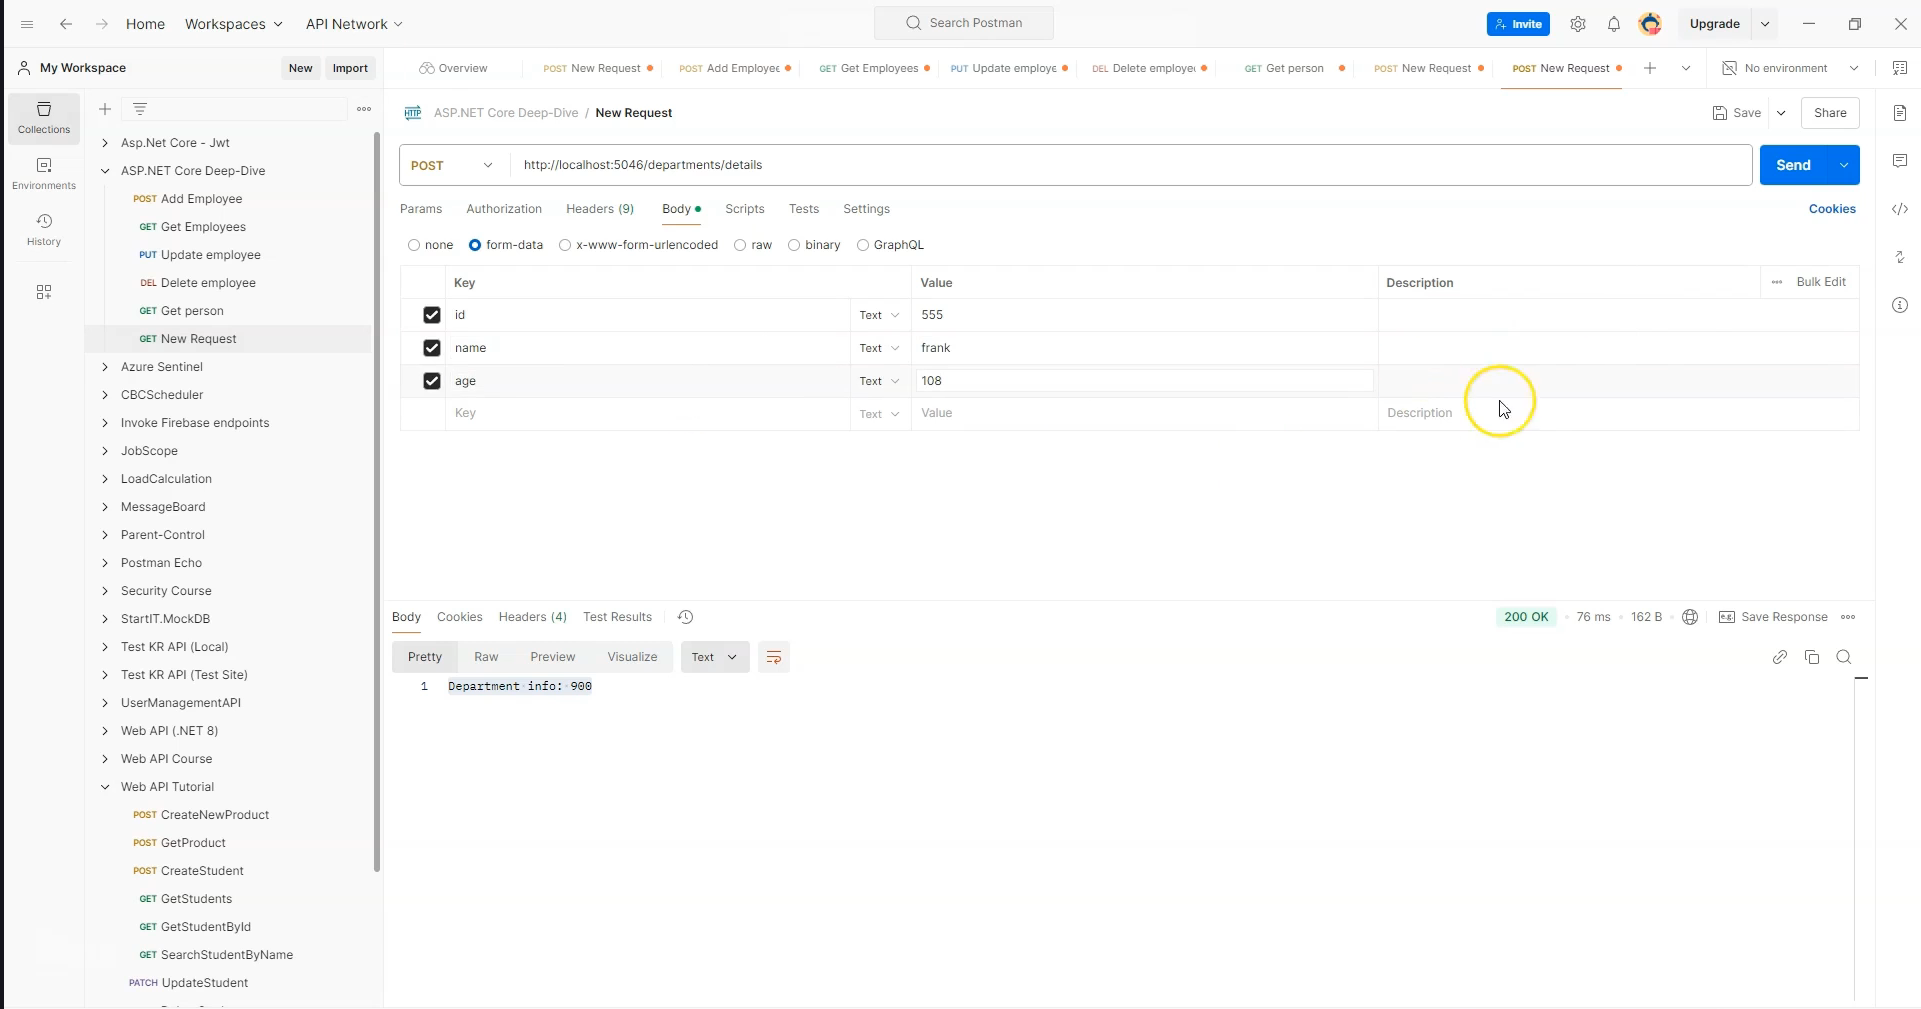 Home Workspaces API Network Search Postman Invite Upgrade
My Workspace New Import
Overview POST New Request POST Add Employee GET Get Employees PUT Update employe DEL Delete employe GET Get person POST New Request POST New Request No environment
Collections
Environments
History
Asp.Net Core - Jwt
ASP.NET Core Deep-Dive
POST Add Employee
GET Get Employees
PUT Update employee
DEL Delete employee
GET Get person
GET New Request
Azure Sentinel
CBCScheduler
Invoke Firebase endpoints
JobScope
LoadCalculation
MessageBoard
Parent-Control
Postman Echo
Security Course
StartIT.MockDB
Test KR API (Local)
Test KR API (Test Site)
UserManagementAPI
Web API (.NET 8)
Web API Course
Web API Tutorial
POST CreateNewProduct
POST GetProduct
POST CreateStudent
GET GetStudents
GET GetStudentById
GET SearchStudentByName
PATCH UpdateStudent
HTTP ASP.NET Core Deep-Dive / New Request Save Share
POST http://localhost:5046/departments/details Send
Params Authorization Headers (9) Body Scripts Tests Settings Cookies
none form-data x-www-form-urlencoded raw binary GraphQL
Key Value Description Bulk Edit
id Text 555
name Text frank
age Text 108
Key Text Value Description
Body Cookies Headers (4) Test Results 200 OK 76 ms 162 B e.g. Save Response
Pretty Raw Preview Visualize Text
1 Department info: 900